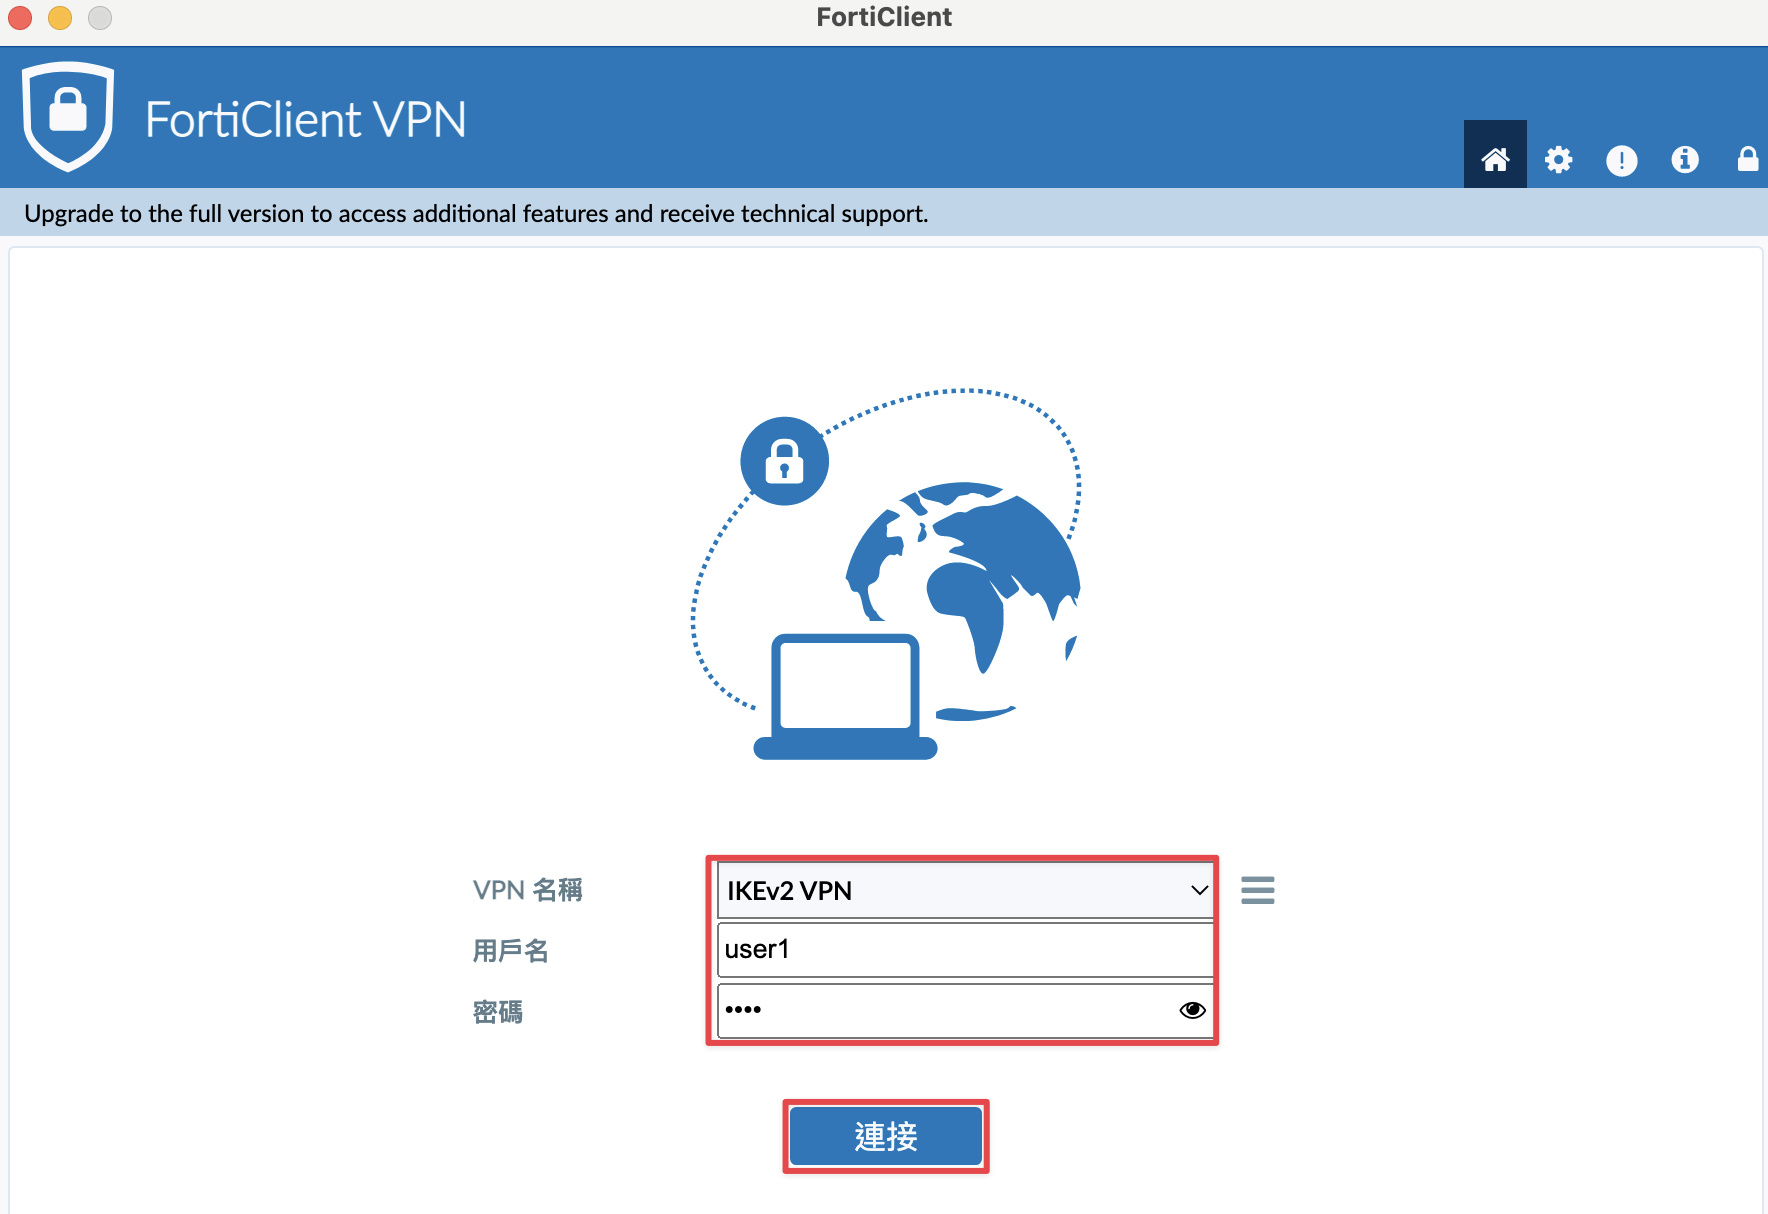 FortiClient
FortiClient VPN
Upgrade to the full version to access additional features and receive technical support.
VPN 名稱
IKEv2 VPN
用戶名
user1
密碼
••••
連接